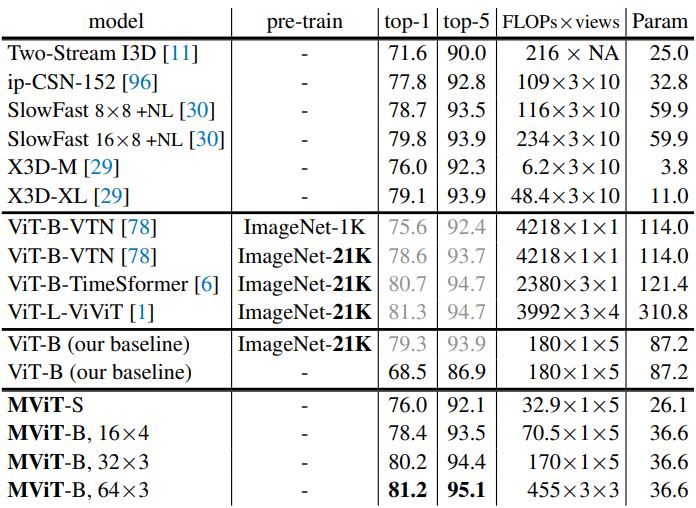 model pre-train top-1 top-5 FLOPs×views Param
Two-Stream I3D [11] - 71.6 90.0 216 × NA 25.0
ip-CSN-152 [96] - 77.8 92.8 109×3×10 32.8
SlowFast 8×8 +NL [30] - 78.7 93.5 116×3×10 59.9
SlowFast 16×8 +NL [30] - 79.8 93.9 234×3×10 59.9
X3D-M [29] - 76.0 92.3 6.2×3×10 3.8
X3D-XL [29] - 79.1 93.9 48.4×3×10 11.0
ViT-B-VTN [78] ImageNet-1K 75.6 92.4 4218×1×1 114.0
ViT-B-VTN [78] ImageNet-21K 78.6 93.7 4218×1×1 114.0
ViT-B-TimeSformer [6] ImageNet-21K 80.7 94.7 2380×3×1 121.4
ViT-L-ViViT [1] ImageNet-21K 81.3 94.7 3992×3×4 310.8
ViT-B (our baseline) ImageNet-21K 79.3 93.9 180×1×5 87.2
ViT-B (our baseline) - 68.5 86.9 180×1×5 87.2
MViT-S - 76.0 92.1 32.9×1×5 26.1
MViT-B, 16×4 - 78.4 93.5 70.5×1×5 36.6
MViT-B, 32×3 - 80.2 94.4 170×1×5 36.6
MViT-B, 64×3 - 81.2 95.1 455×3×3 36.6